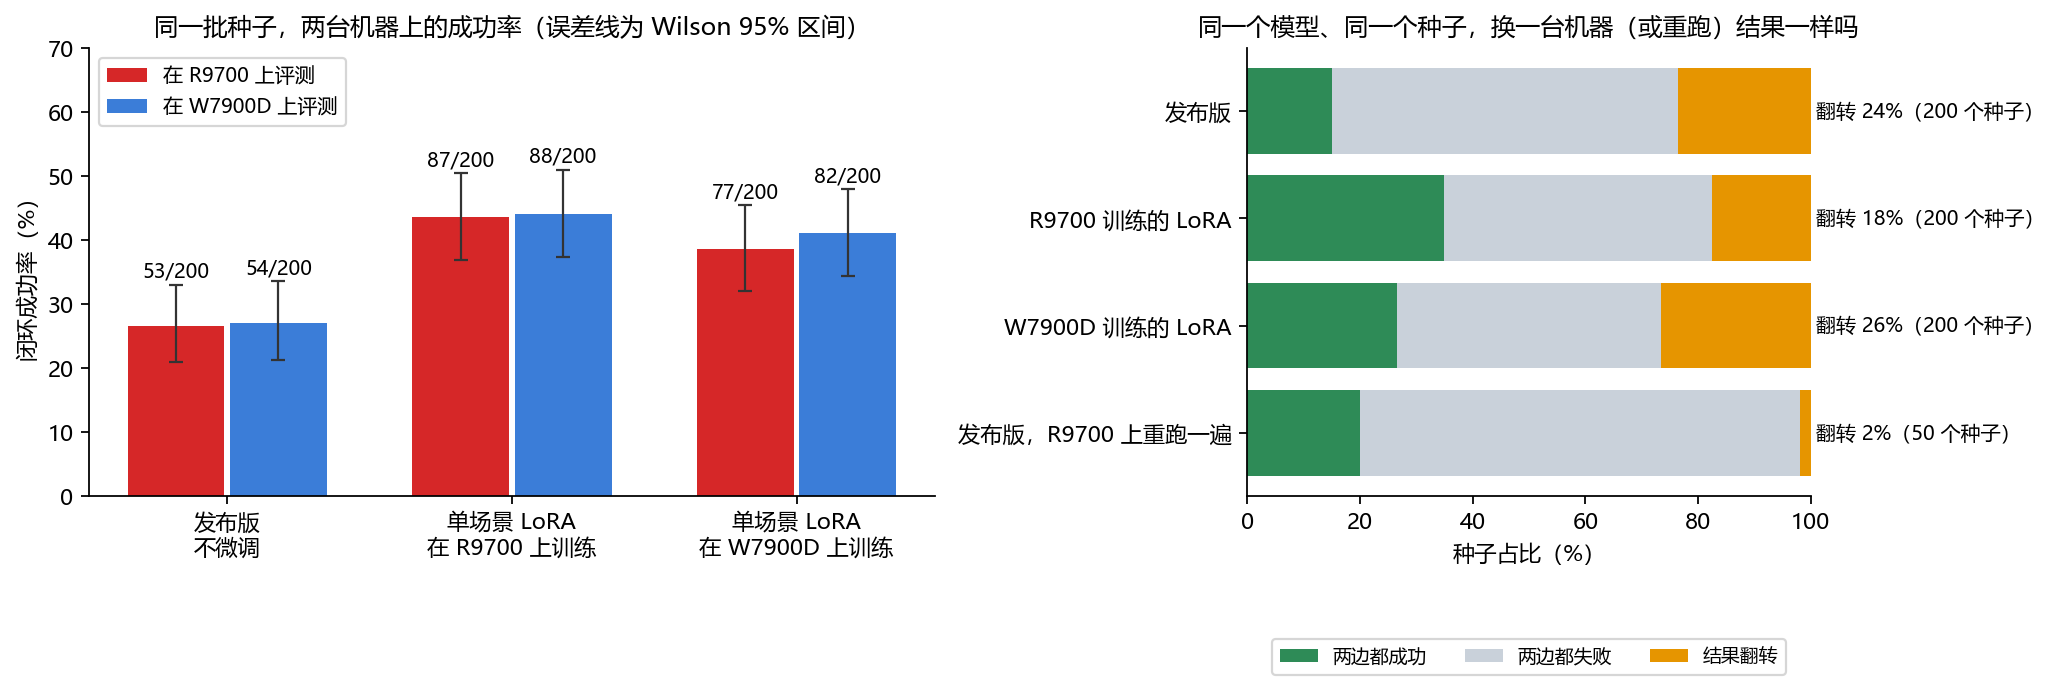 同一批种子，两台机器上的成功率（误差线为 Wilson 95% 区间）
在 R9700 上评测
在 W7900D 上评测
闭环成功率（%）
70
60
50
40
30
20
10
0
53/200
54/200
87/200
88/200
77/200
82/200
发布版
不微调
单场景 LoRA
在 R9700 上训练
单场景 LoRA
在 W7900D 上训练
同一个模型、同一个种子，换一台机器（或重跑）结果一样吗
发布版
翻转 24%（200 个种子）
R9700 训练的 LoRA
翻转 18%（200 个种子）
W7900D 训练的 LoRA
翻转 26%（200 个种子）
发布版，R9700 上重跑一遍
翻转 2%（50 个种子）
0 20 40 60 80 100
种子占比（%）
两边都成功 两边都失败 结果翻转